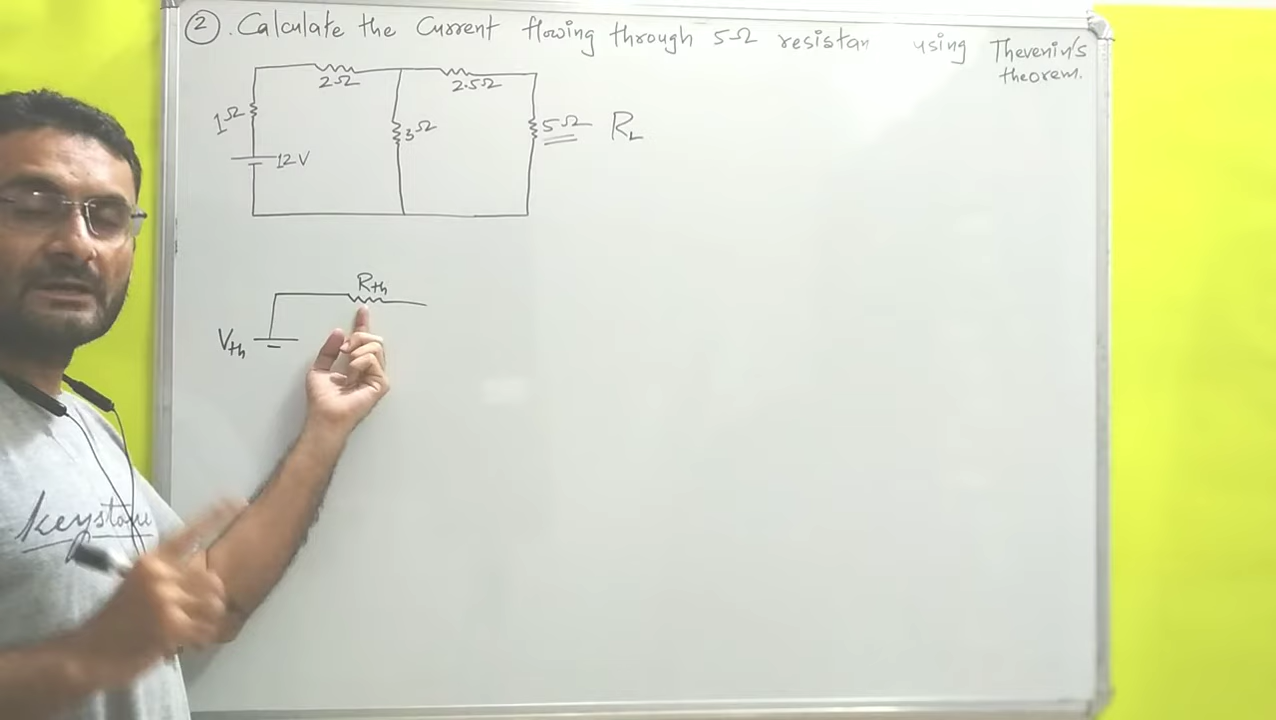 ② . Calculate the Current flowing through 5Ω resistan using Thevenin's
theorem.
2Ω
2.5Ω
1Ω
3Ω
5Ω RL
12V
Rth
Vth
keystone